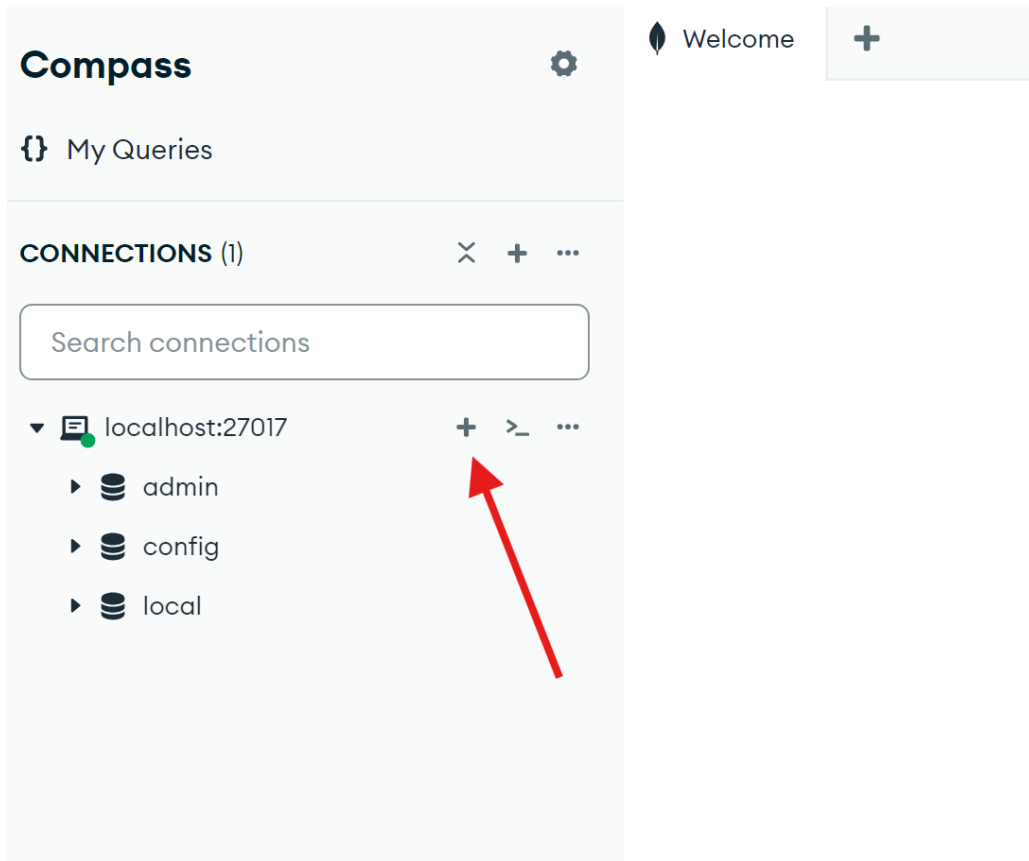 Compass
Welcome
My Queries
CONNECTIONS (1)
Search connections
localhost:27017
admin
config
local